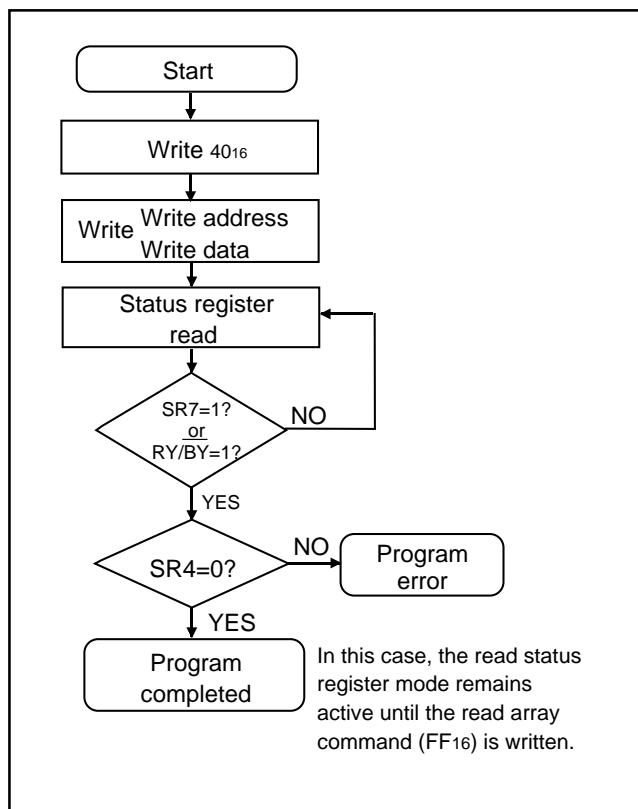 Start
Write 40₁₆
Write Write address
Write data
Status register
read
SR7=1?
or
RY/B̅Y̅=1?
NO
YES
SR4=0?
NO
Program
error
YES
Program
completed
In this case, the read status
register mode remains
active until the read array
command (FF₁₆) is written.